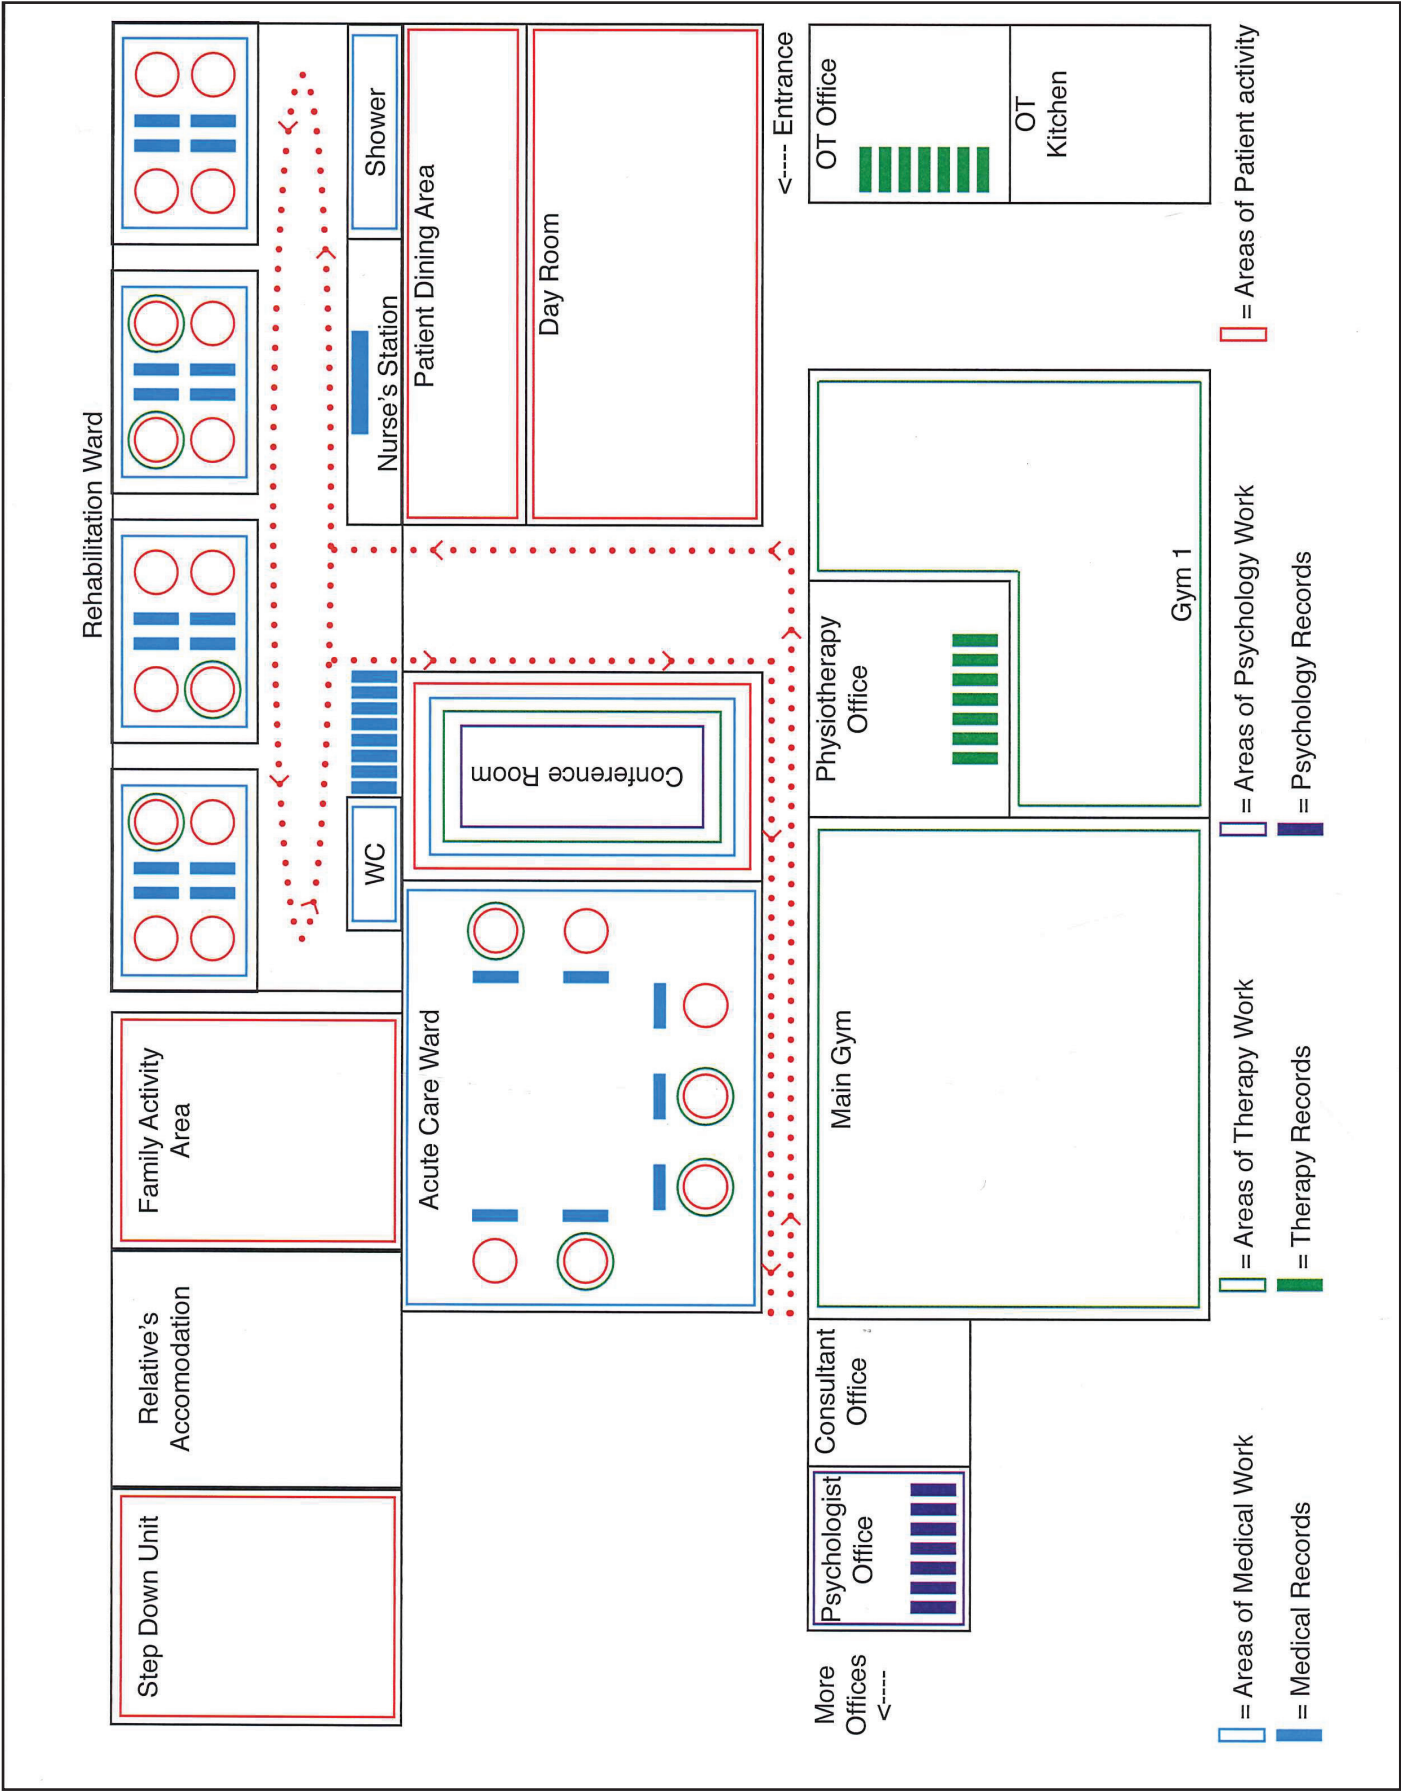 Rehabilitation Ward
Step Down Unit
Relative's
Accomodation
Family Activity
Area
WC
Nurse's Station
Shower
Acute Care Ward
Conference Room
Patient Dining Area
Day Room
<---- Entrance
More
Offices
<----
Psychologist
Office
Consultant
Office
Main Gym
Physiotherapy
Office
Gym 1
OT Office
OT
Kitchen
= Areas of Medical Work
= Areas of Therapy Work
= Areas of Psychology Work
= Areas of Patient activity
= Medical Records
= Therapy Records
= Psychology Records